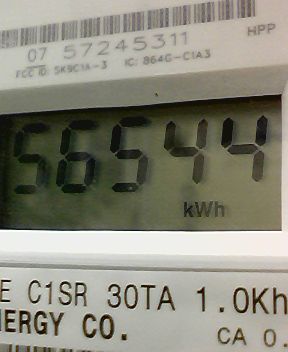 07 57245311
HPP
FCC ID: SK9C1A-3 IC: 864G-C1A3
56544
kWh
E C1SR 30TA 1.0Kh
NERGY CO.
CA 0.